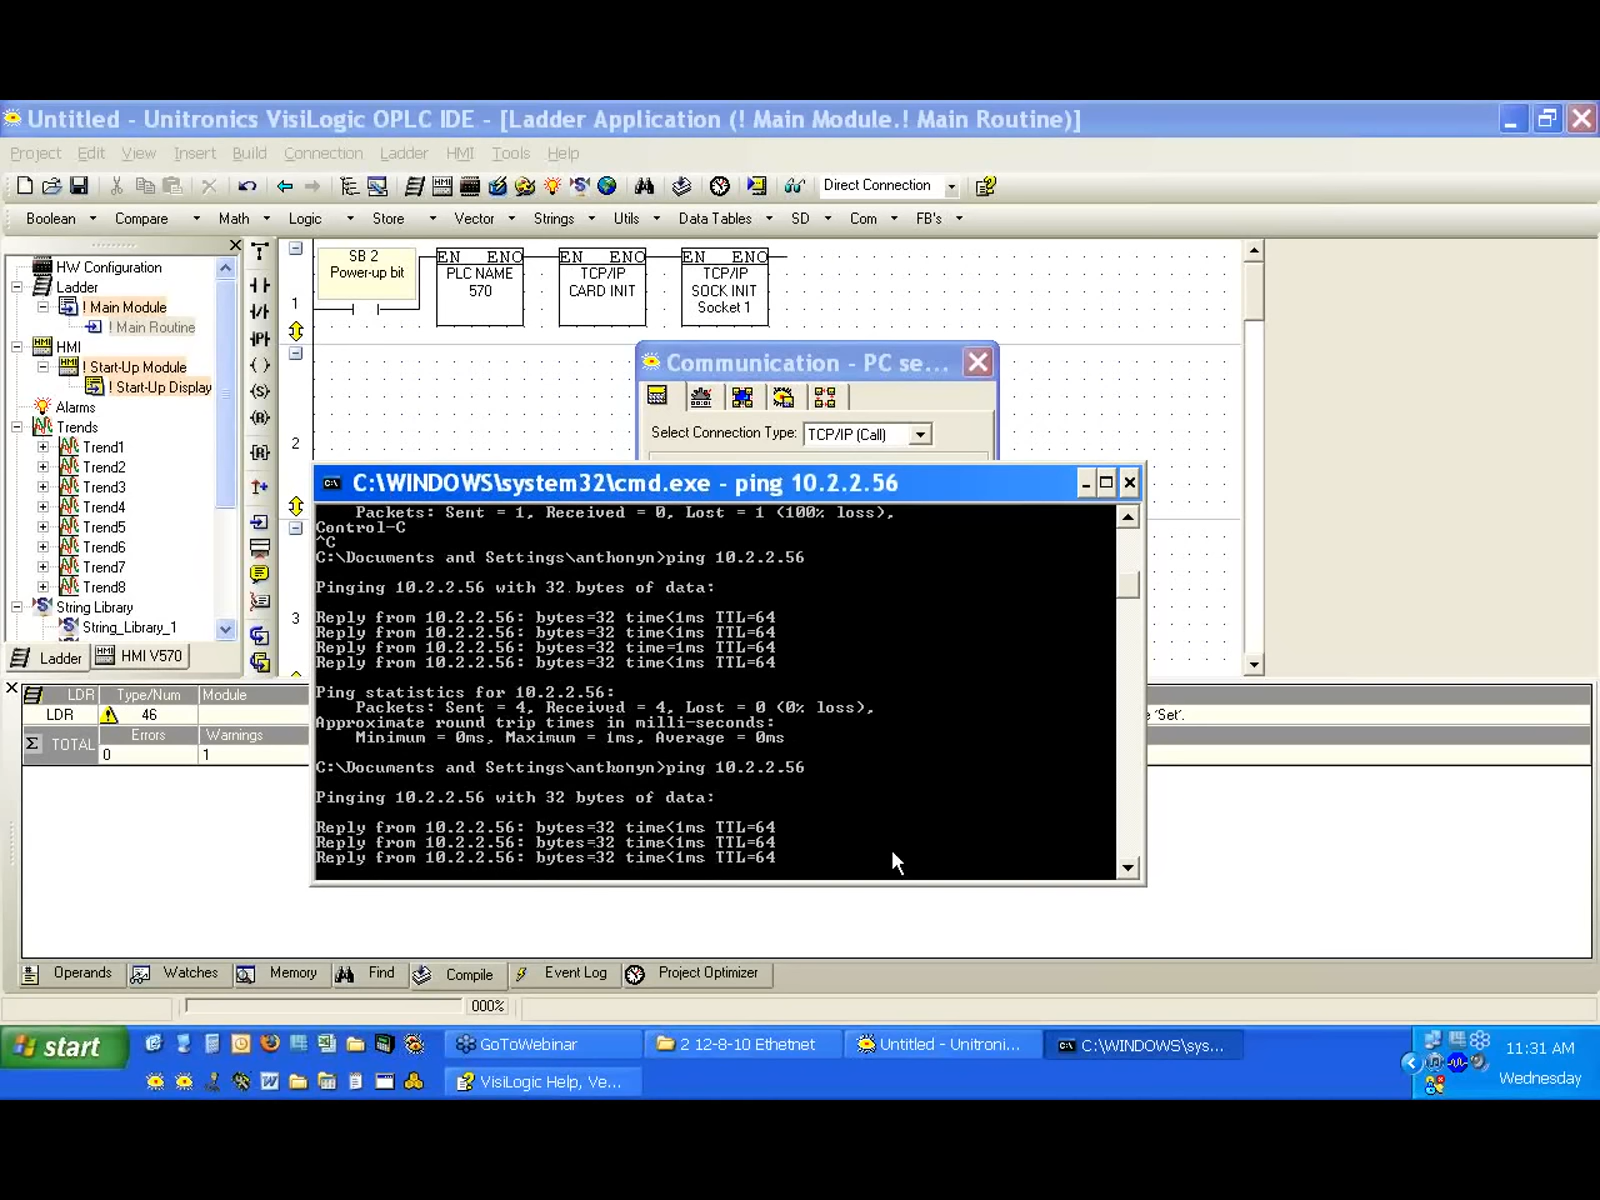 Untitled - Unitronics VisiLogic OPLC IDE - [Ladder Application (! Main Module.! Main Routine)]
Project Edit View Insert Build Connection Ladder HMI Tools Help
Direct Connection
Boolean Compare Math Logic Store Vector Strings Utils Data Tables SD Com FB's
HW Configuration
Ladder
! Main Module
! Main Routine
HMI
! Start-Up Module
! Start-Up Display
Alarms
Trends
Trend1
Trend2
Trend3
Trend4
Trend5
Trend6
Trend7
Trend8
String Library
String_Library_1
Ladder HMI V570
1
2
3
SB 2
Power-up bit
EN ENO
PLC NAME
570
EN ENO
TCP/IP
CARD INIT
EN ENO
TCP/IP
SOCK INIT
Socket 1
Communication - PC se...
Select Connection Type: TCP/IP (Call)
C:\WINDOWS\system32\cmd.exe - ping 10.2.2.56
Packets: Sent = 1, Received = 0, Lost = 1 (100% loss),
Control-C
^C
C:\Documents and Settings\anthonyn>ping 10.2.2.56
Pinging 10.2.2.56 with 32 bytes of data:
Reply from 10.2.2.56: bytes=32 time<1ms TTL=64
Reply from 10.2.2.56: bytes=32 time<1ms TTL=64
Reply from 10.2.2.56: bytes=32 time=1ms TTL=64
Reply from 10.2.2.56: bytes=32 time<1ms TTL=64
Ping statistics for 10.2.2.56:
Packets: Sent = 4, Received = 4, Lost = 0 (0% loss),
Approximate round trip times in milli-seconds:
Minimum = 0ms, Maximum = 1ms, Average = 0ms
C:\Documents and Settings\anthonyn>ping 10.2.2.56
Pinging 10.2.2.56 with 32 bytes of data:
Reply from 10.2.2.56: bytes=32 time<1ms TTL=64
Reply from 10.2.2.56: bytes=32 time<1ms TTL=64
Reply from 10.2.2.56: bytes=32 time<1ms TTL=64
LDR Type/Num Module
LDR 46
'Set'.
Σ TOTAL Errors Warnings
0 1
Operands Watches Memory Find Compile Event Log Project Optimizer
000%
start
GoToWebinar 2 12-8-10 Ethetnet Untitled - Unitroni... C:\WINDOWS\sys...
VisiLogic Help, Ve...
11:31 AM
Wednesday